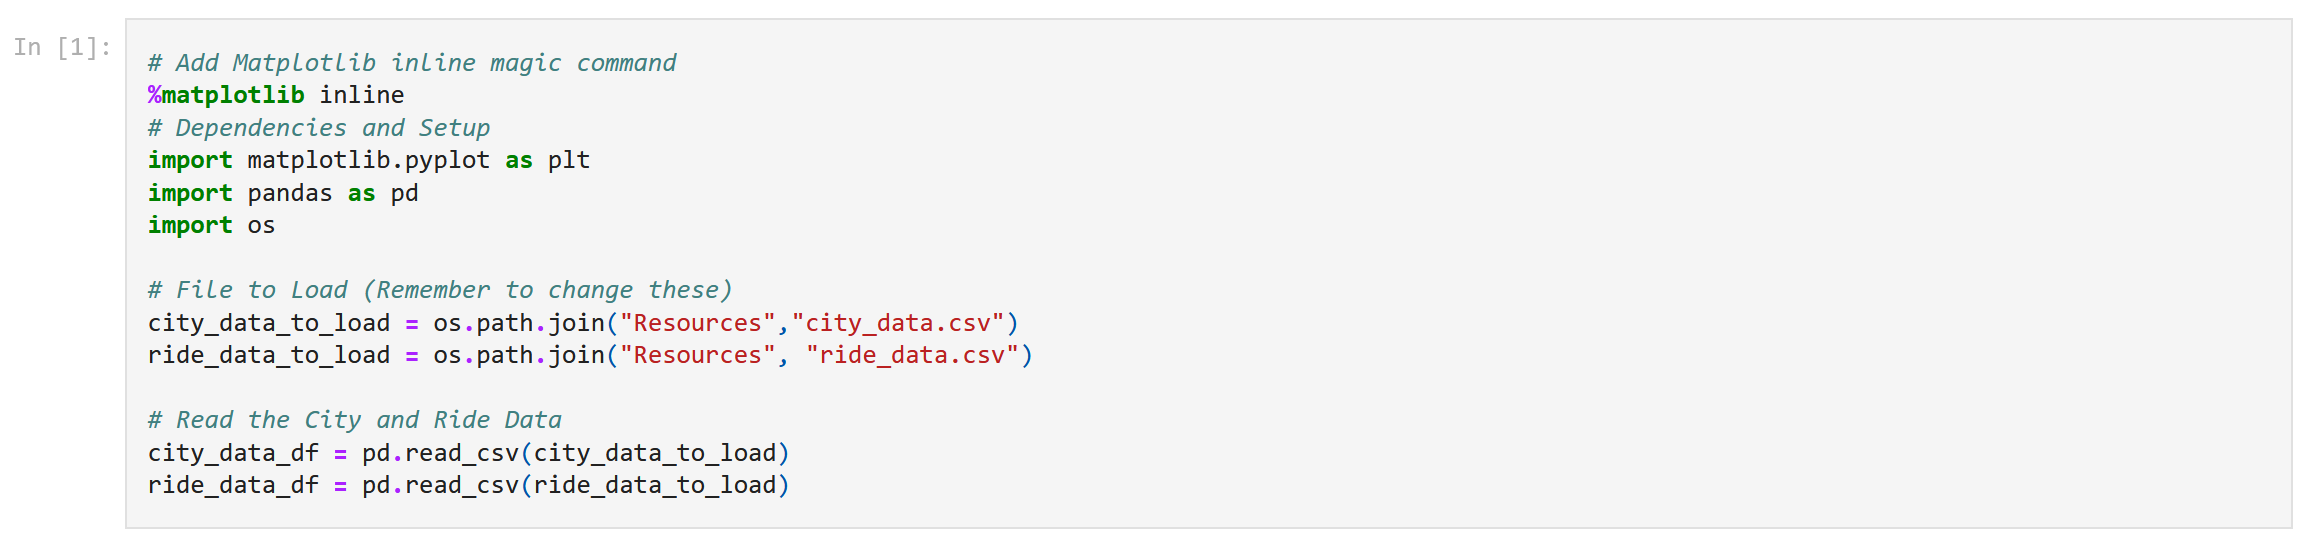 In [1]:
# Add Matplotlib inline magic command
%matplotlib inline
# Dependencies and Setup
import matplotlib.pyplot as plt
import pandas as pd
import os
# File to Load (Remember to change these)
city_data_to_load = os.path.join("Resources","city_data.csv")
ride_data_to_load = os.path.join("Resources", "ride_data.csv")
# Read the City and Ride Data
city_data_df = pd.read_csv(city_data_to_load)
ride_data_df = pd.read_csv(ride_data_to_load)